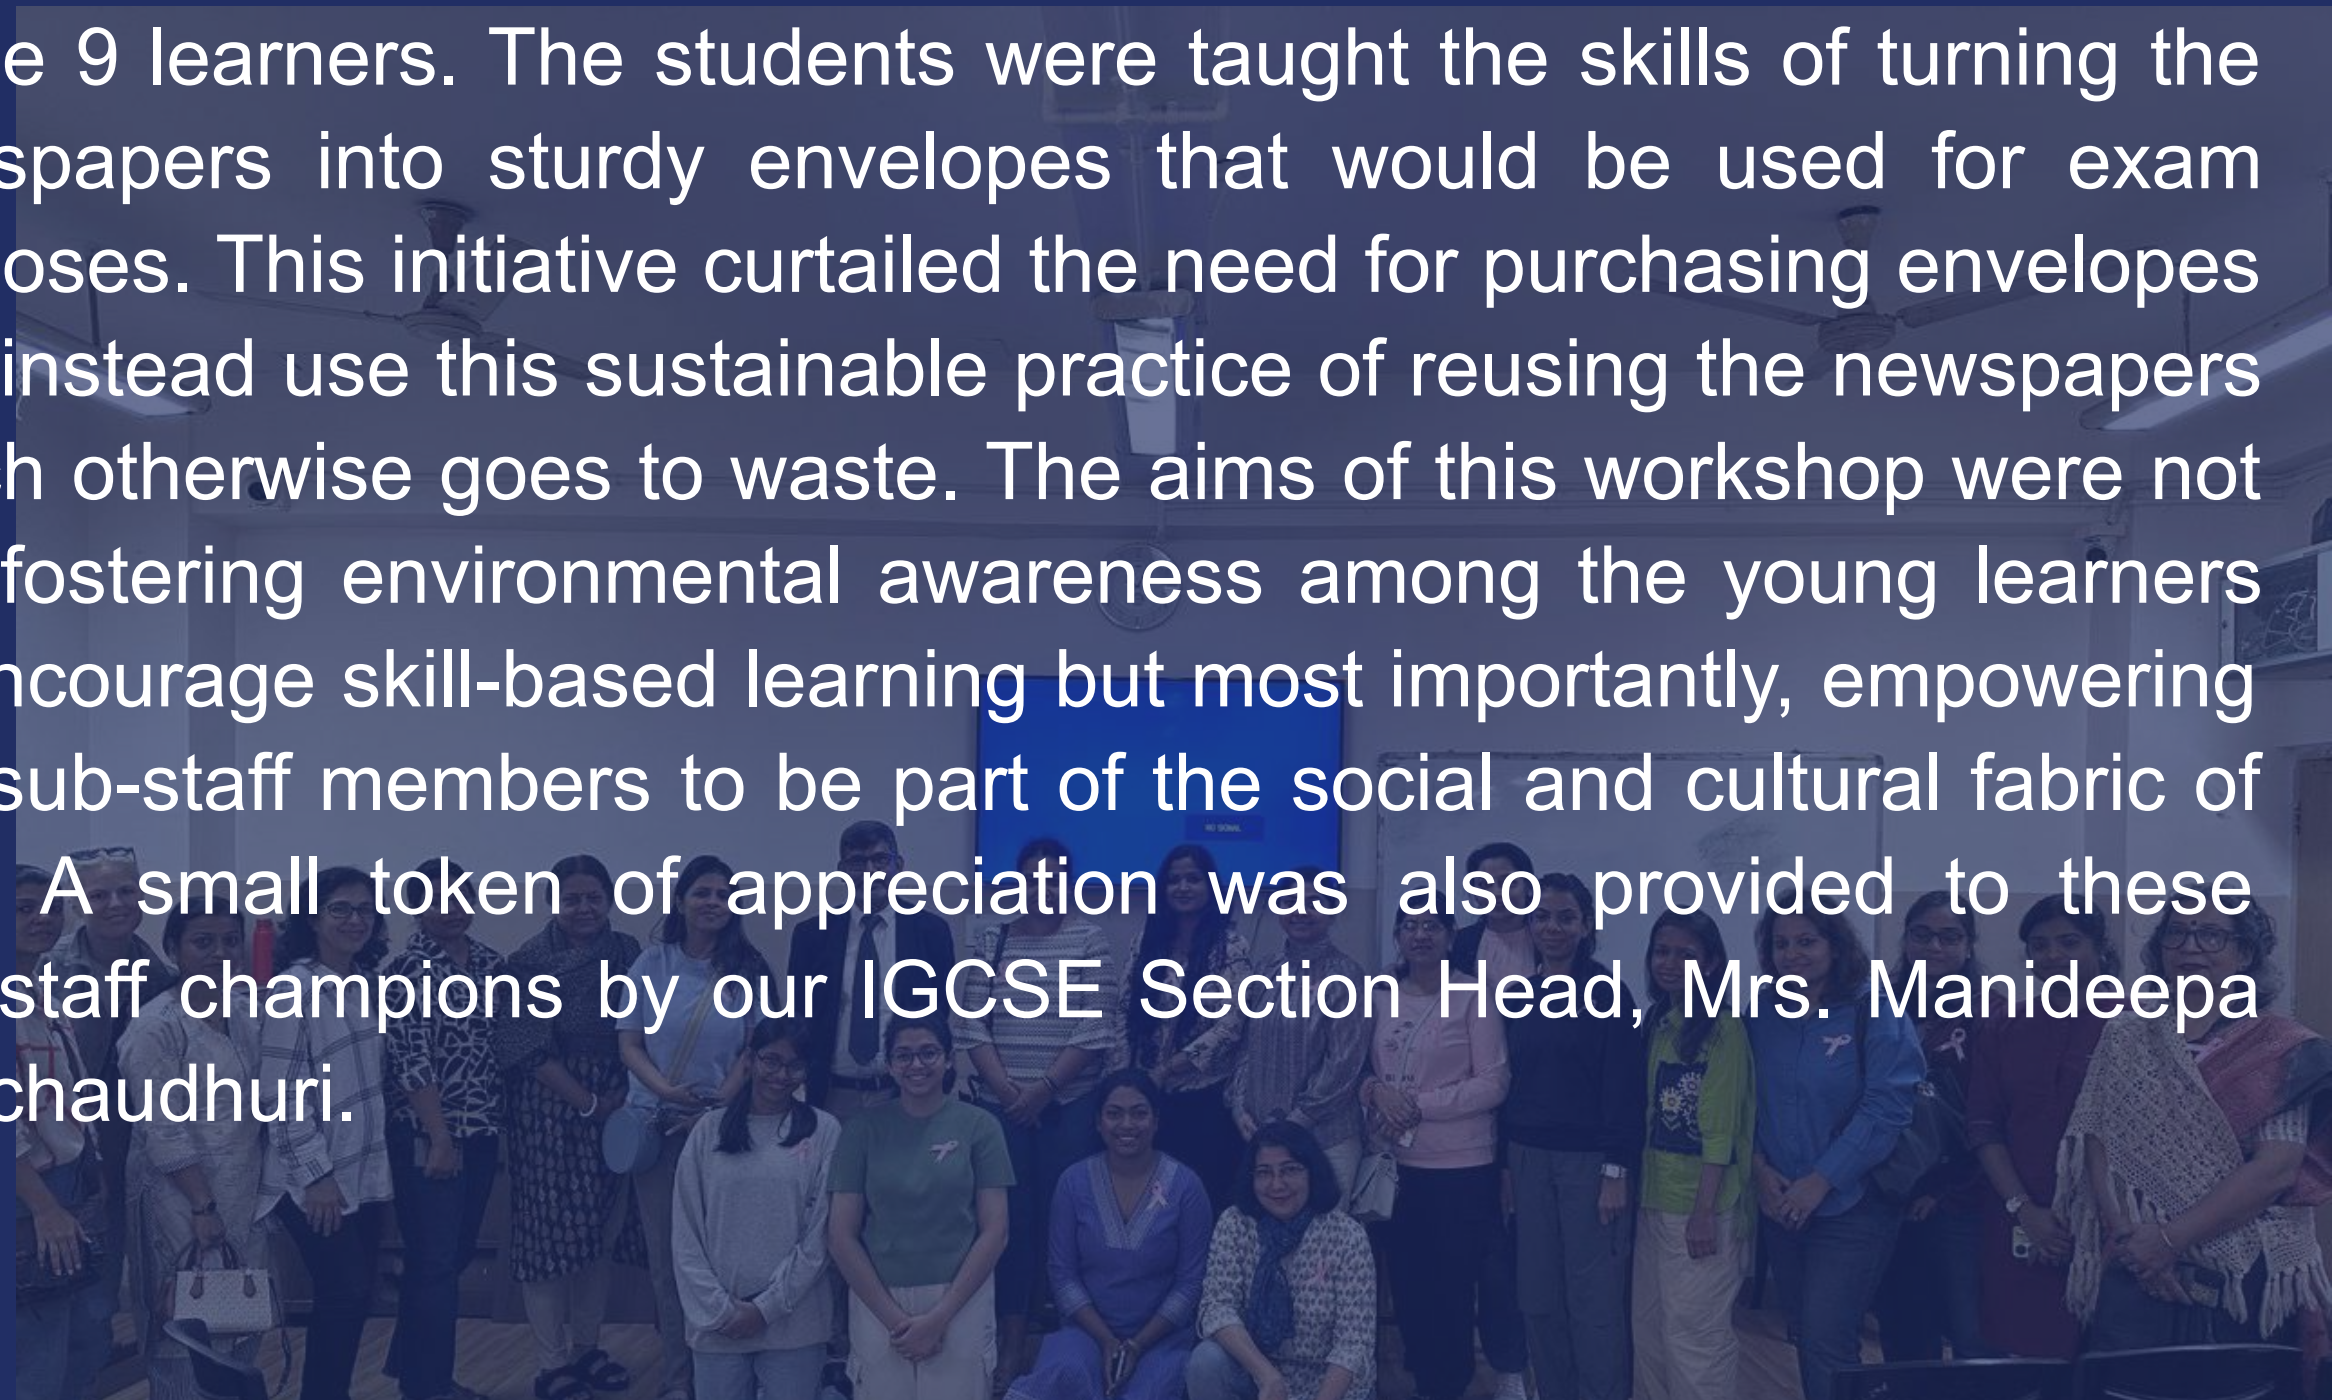 e 9 learners. The students were taught the skills of turning the
spapers into sturdy envelopes that would be used for exam
oses. This initiative curtailed the need for purchasing envelopes
instead use this sustainable practice of reusing the newspapers
h otherwise goes to waste. The aims of this workshop were not
fostering environmental awareness among the young learners
ncourage skill-based learning but most importantly, empowering
sub-staff members to be part of the social and cultural fabric of
A small token of appreciation was also provided to these
staff champions by our IGCSE Section Head, Mrs. Manideepa
chaudhuri.
NO SIGNAL